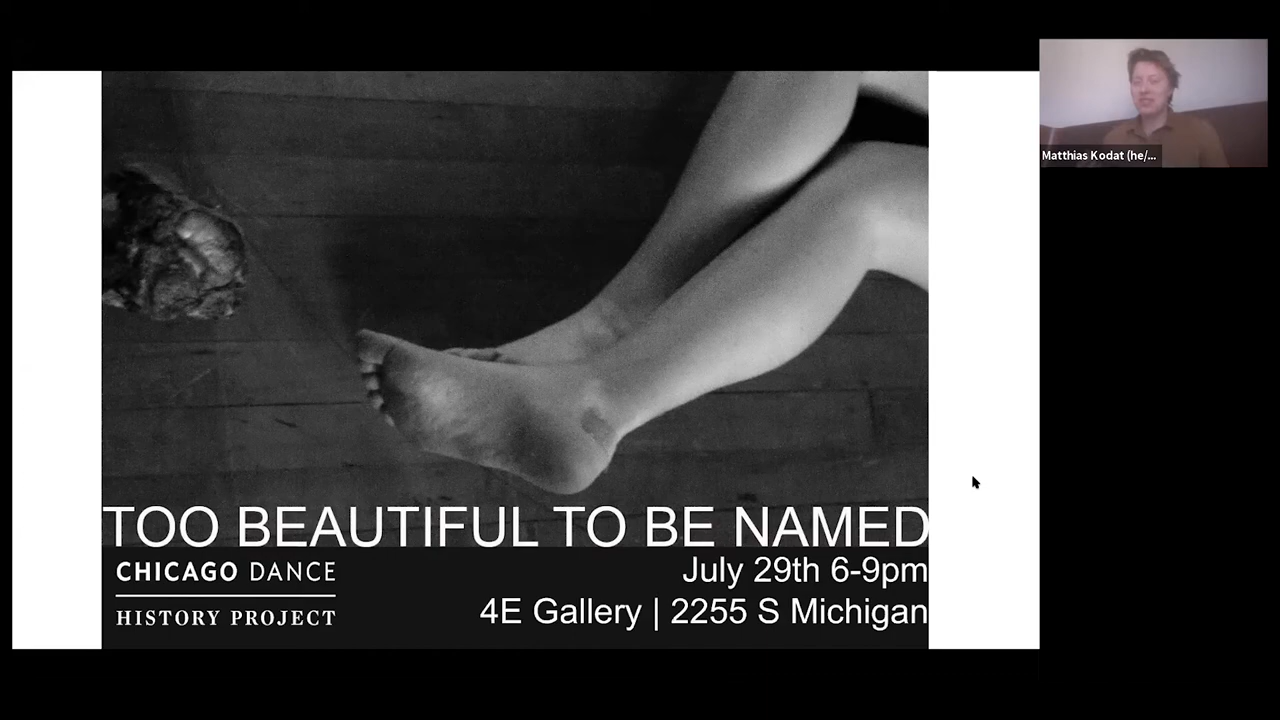 Matthias Kodat (he/...
TOO BEAUTIFUL TO BE NAMED
CHICAGO DANCE
HISTORY PROJECT
July 29th 6-9pm
4E Gallery | 2255 S Michigan